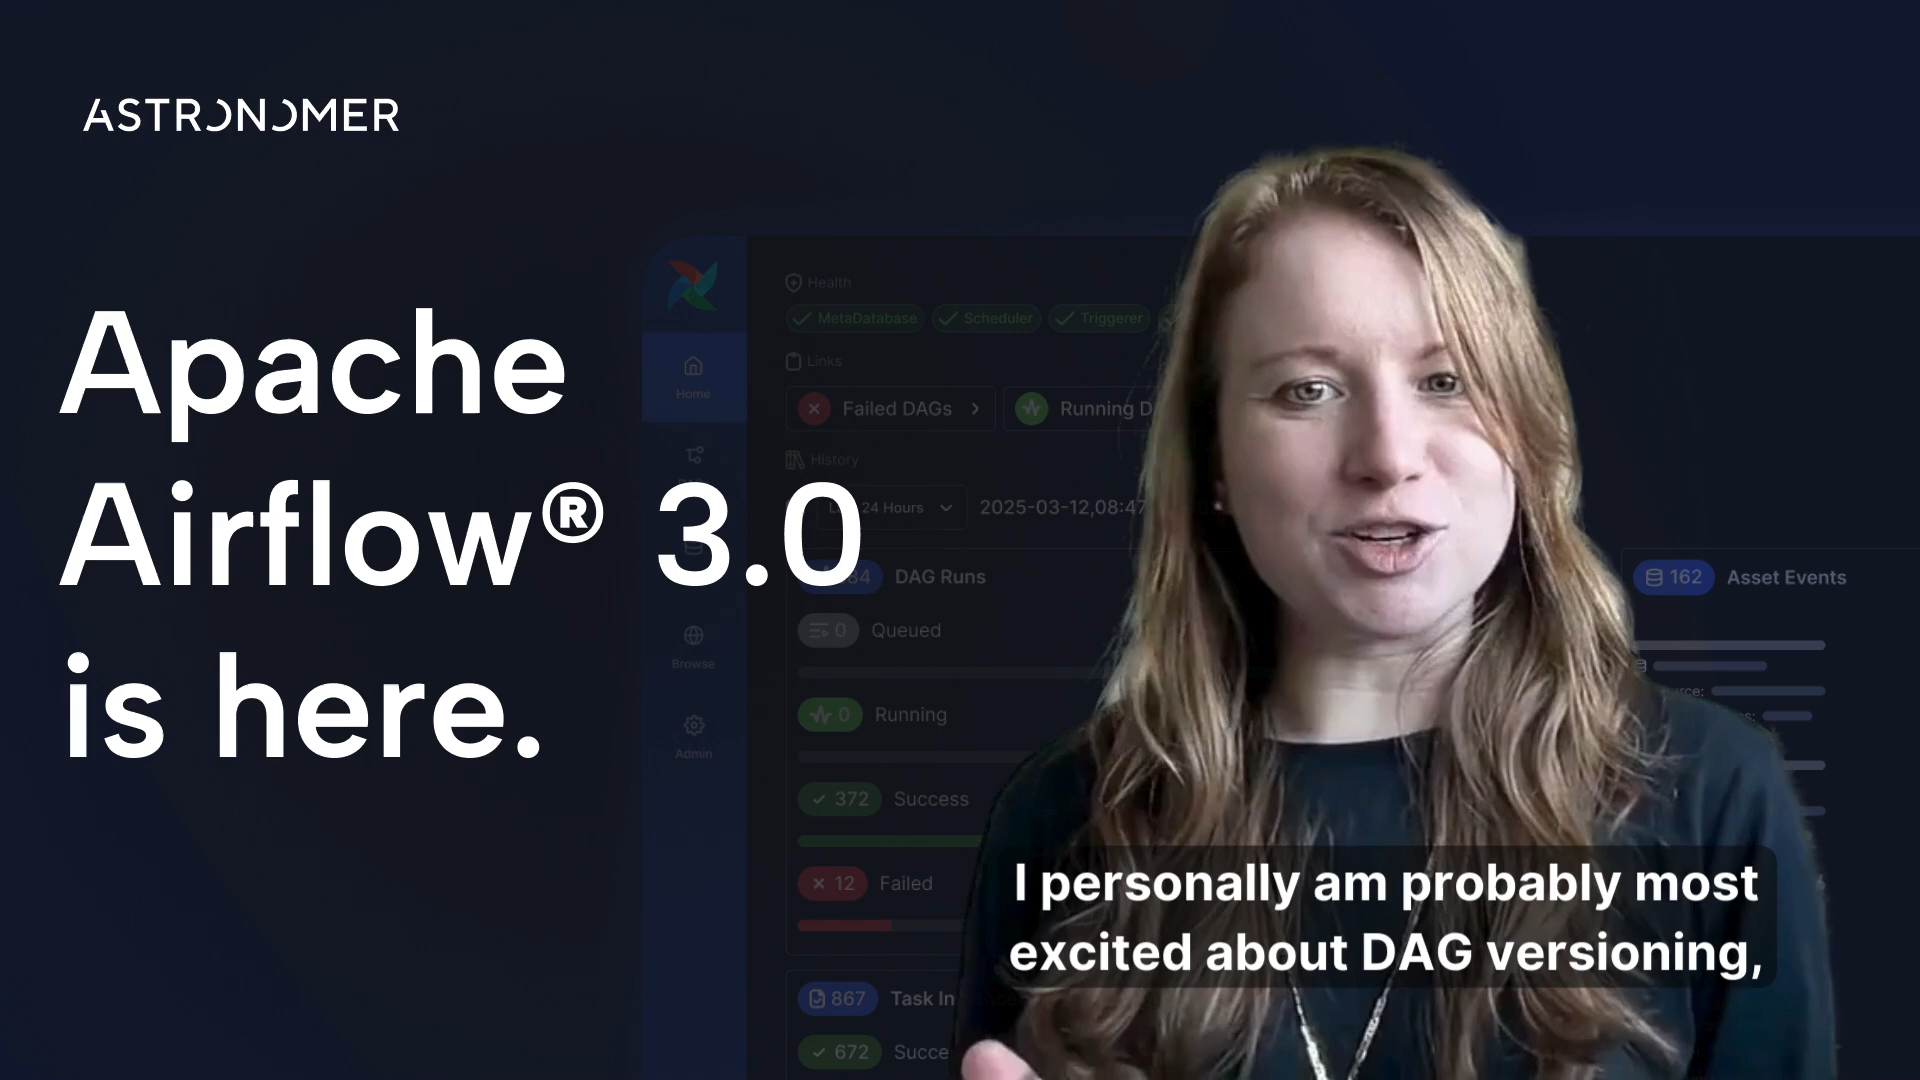 ASTRONOMER
Apache
Airflow® 3.0
is here.
Health
MetaDatabase
Scheduler
Triggerer
Home
Links
Failed DAGs
Running D
History
24 Hours
2025-03-12,08:47
84 DAG Runs
162 Asset Events
0 Queued
Browse
0 Running
Admin
372 Success
12 Failed
I personally am probably most
excited about DAG versioning,
867 Task In
672 Succe